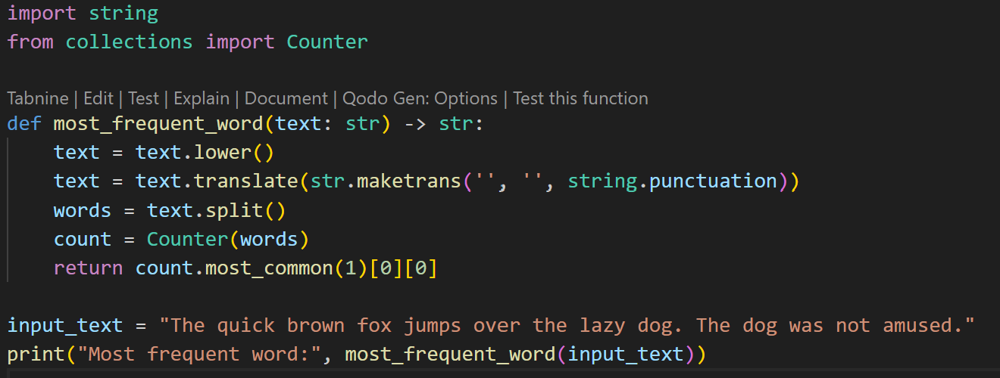 import string
from collections import Counter
Tabnine | Edit | Test | Explain | Document | Qodo Gen: Options | Test this function
def most_frequent_word(text: str) -> str:
    text = text.lower()
    text = text.translate(str.maketrans('', '', string.punctuation))
    words = text.split()
    count = Counter(words)
    return count.most_common(1)[0][0]
input_text = "The quick brown fox jumps over the lazy dog. The dog was not amused."
print("Most frequent word:", most_frequent_word(input_text))